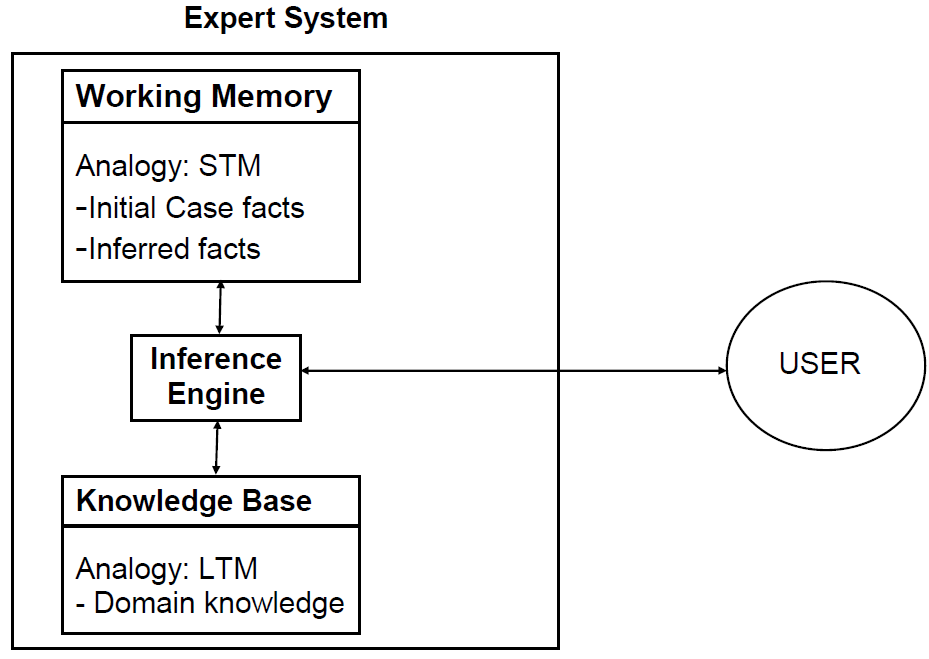 Expert System
Working Memory
Analogy: STM
-Initial Case facts
-Inferred facts
Inference
Engine
USER
Knowledge Base
Analogy: LTM
- Domain knowledge